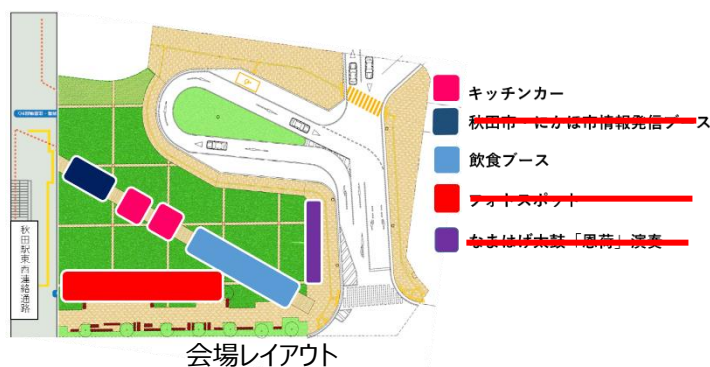 キッチンカー
秋田市・にかほ市情報発信ブース
飲食ブース
フォトスポット
なまはげ太鼓「恩荷」演奏
秋田駅東西連絡通路
会場レイアウト